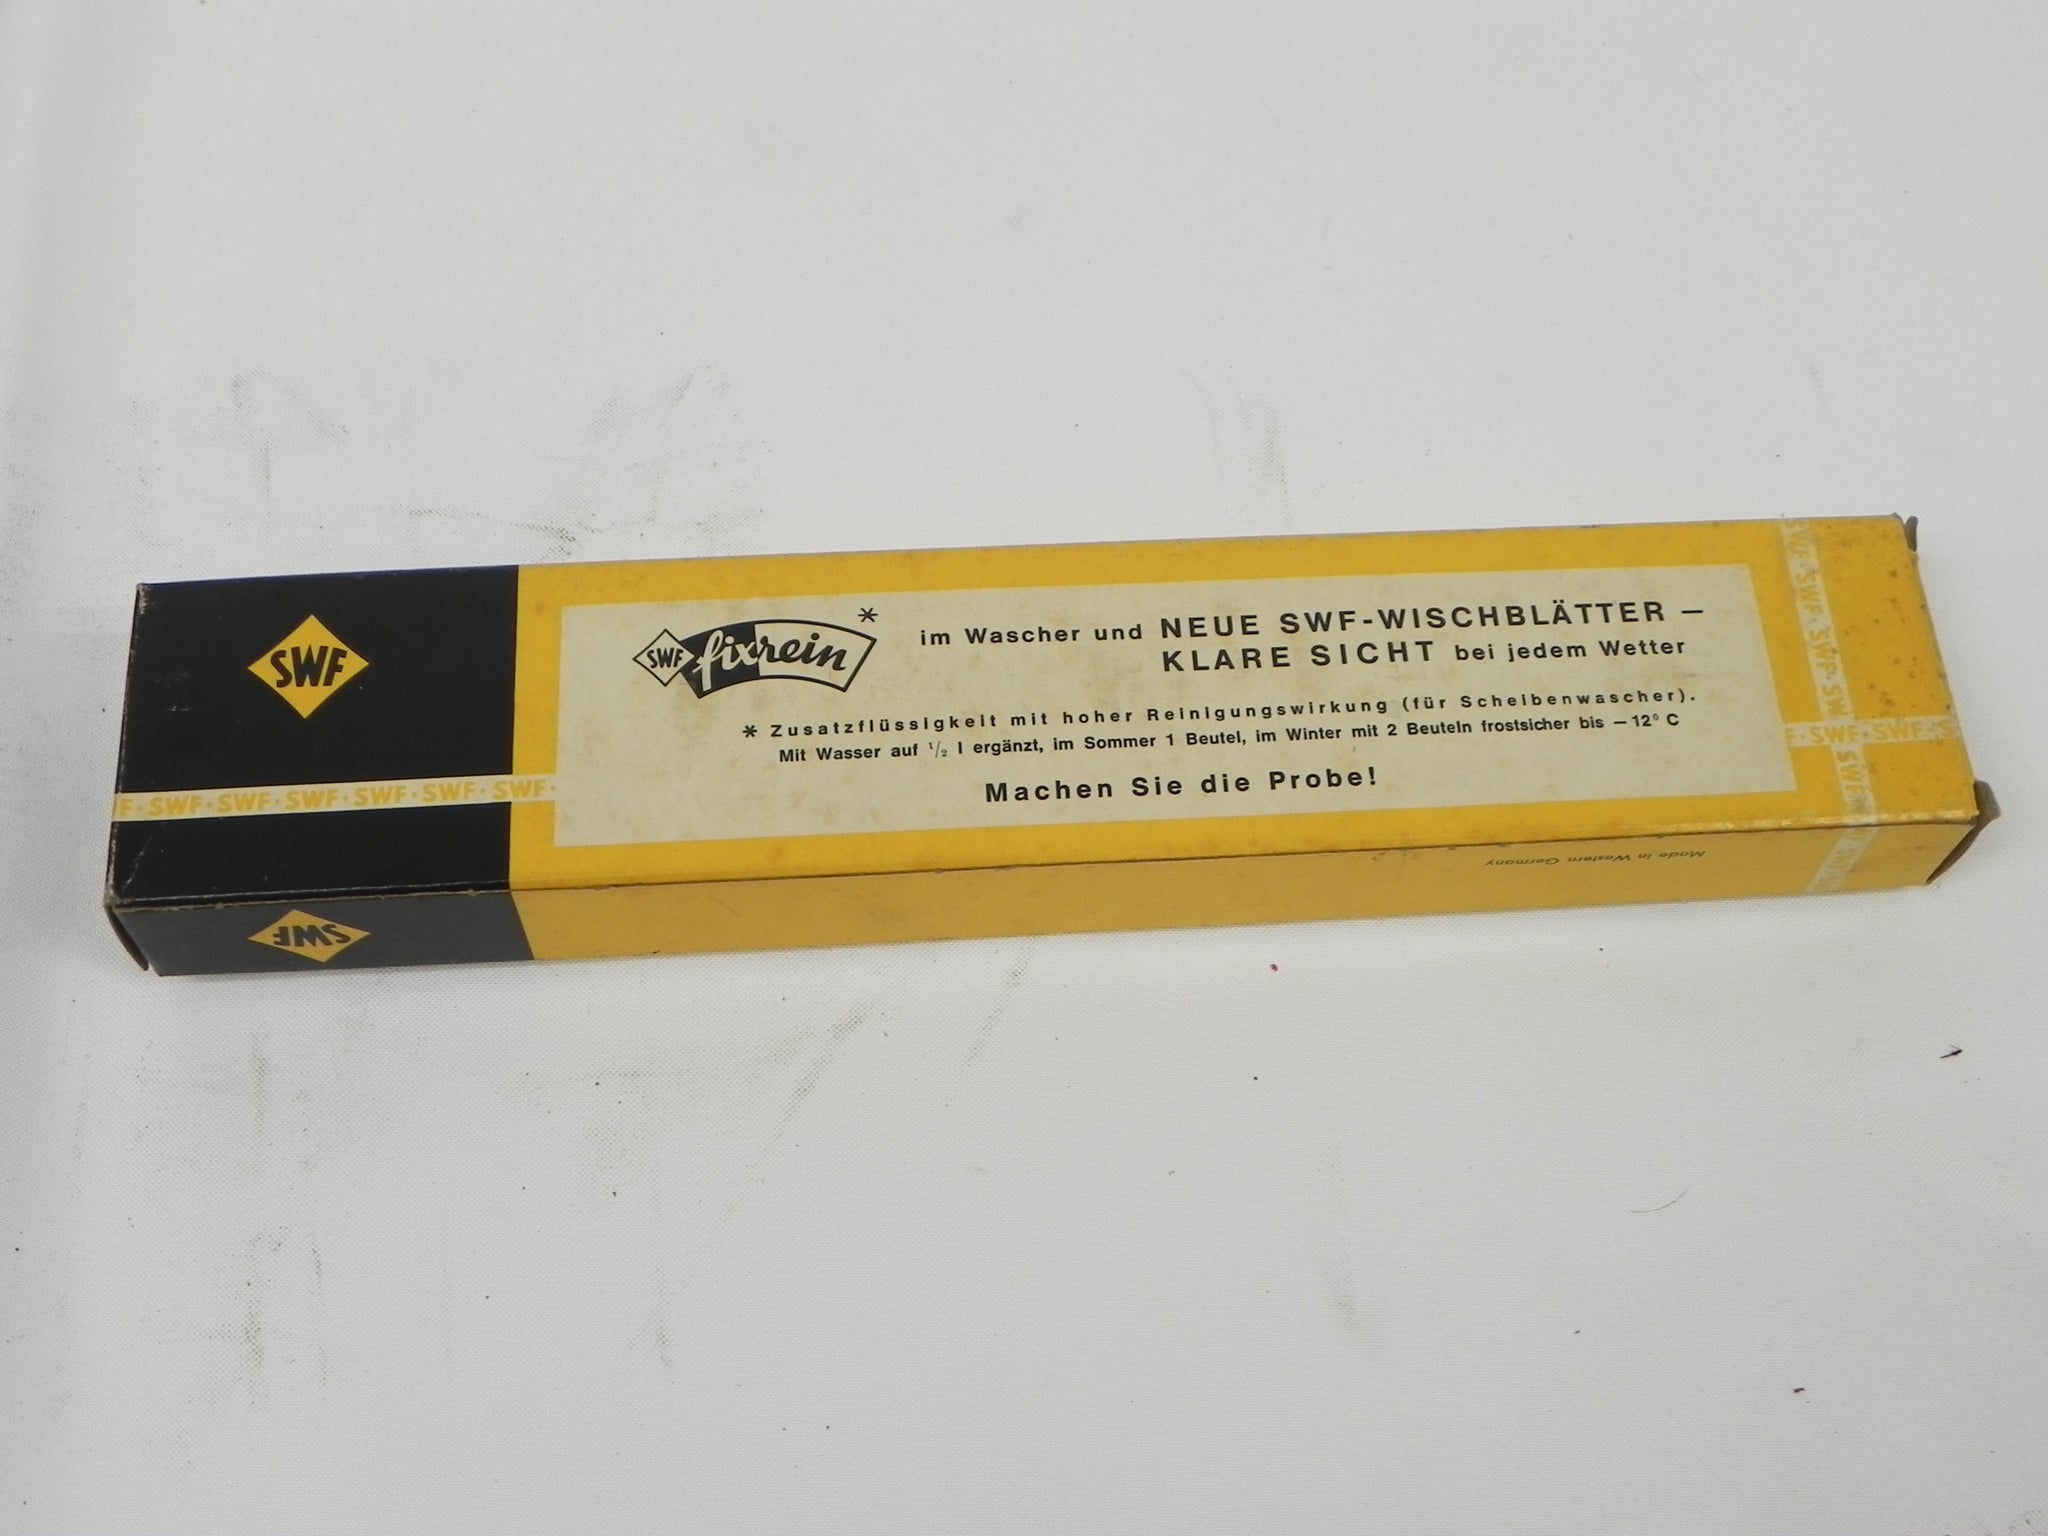 SWF
SWF fixrein *
im Wascher und NEUE SWF-WISCHBLÄTTER –
KLARE SICHT bei jedem Wetter
* Zusatzflüssigkeit mit hoher Reinigungswirkung (für Scheibenwascher).
Mit Wasser auf 1/2 l ergänzt, im Sommer 1 Beutel, im Winter mit 2 Beuteln frostsicher bis – 12° C
Machen Sie die Probe!
F · SWF · SWF · SWF · SWF · SWF · SWF ·
SWF · SWF · SWF · SW
F · SWF · SWF · S
SWF
SWF
Made in Western Germany